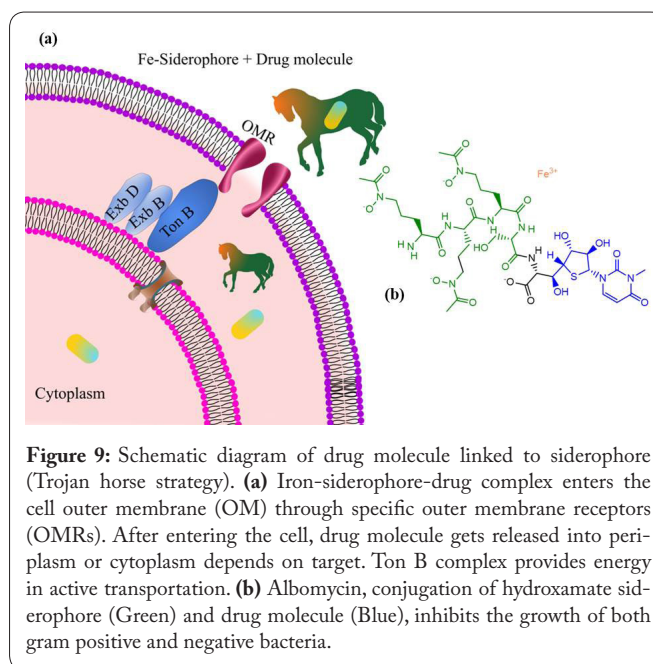 (a)
Fe-Siderophore + Drug molecule
OMR
Exb D
Exb B
Ton B
Cytoplasm
Fe3+
(b)
O
N
O
-O
N
O
O
O
H
N
N
H
O
HO
N
H
O
H
N
O
O
N
O
O
O-
OH
H
HO
OH
S
N
O
N
O
Figure 9: Schematic diagram of drug molecule linked to siderophore
(Trojan horse strategy). (a) Iron-siderophore-drug complex enters the
cell outer membrane (OM) through specific outer membrane receptors
(OMRs). After entering the cell, drug molecule gets released into peri-
plasm or cytoplasm depends on target. Ton B complex provides energy
in active transportation. (b) Albomycin, conjugation of hydroxamate sid-
erophore (Green) and drug molecule (Blue), inhibits the growth of both
gram positive and negative bacteria.